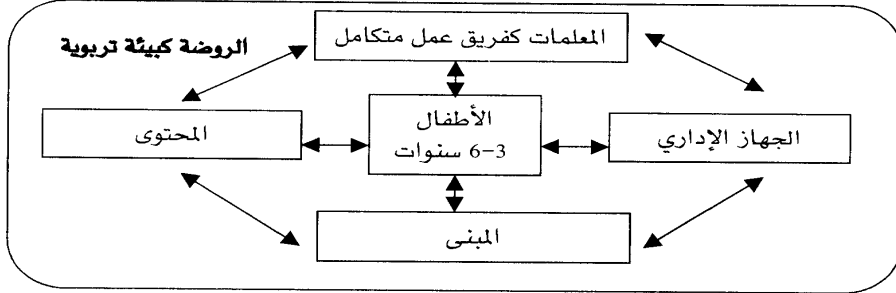 الروضة كبيئة تربوية
المعلمات كفريق عمل متكامل
الجهاز الإداري
الأطفال
3-6 سنوات
المحتوى
المبنى